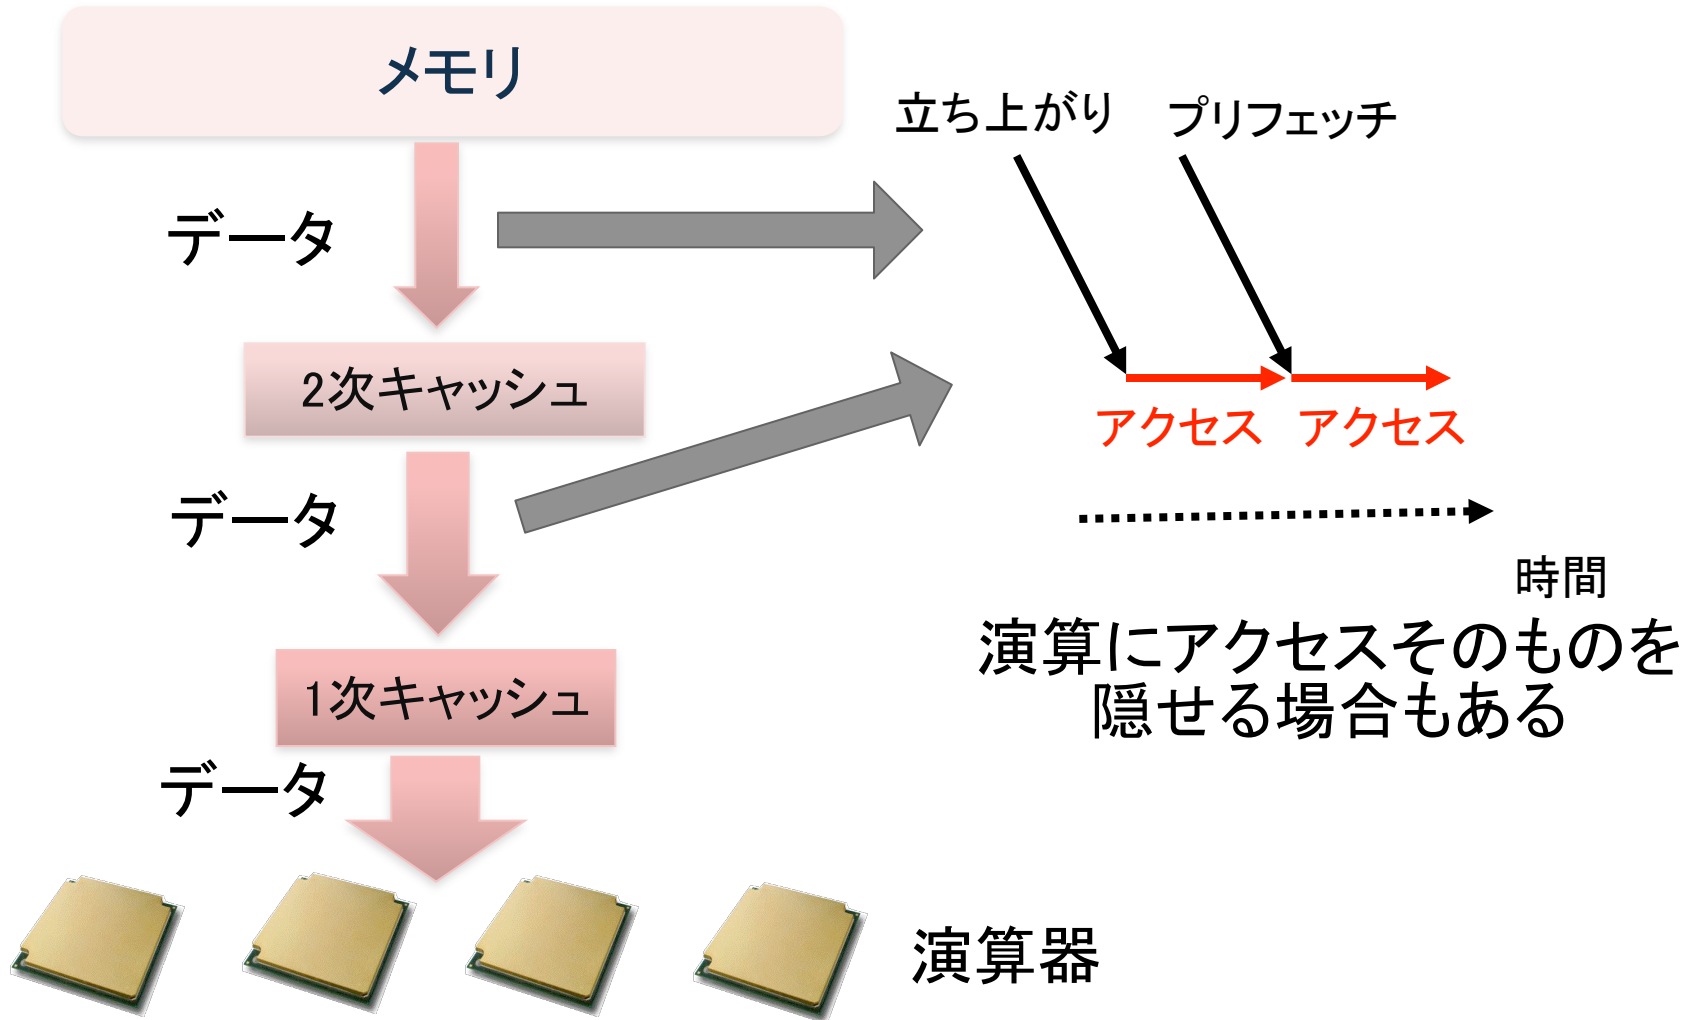 メモリ
立ち上がり
プリフェッチ
データ
2次キャッシュ
アクセス
アクセス
データ
時間
演算にアクセスそのものを
隠せる場合もある
1次キャッシュ
データ
演算器